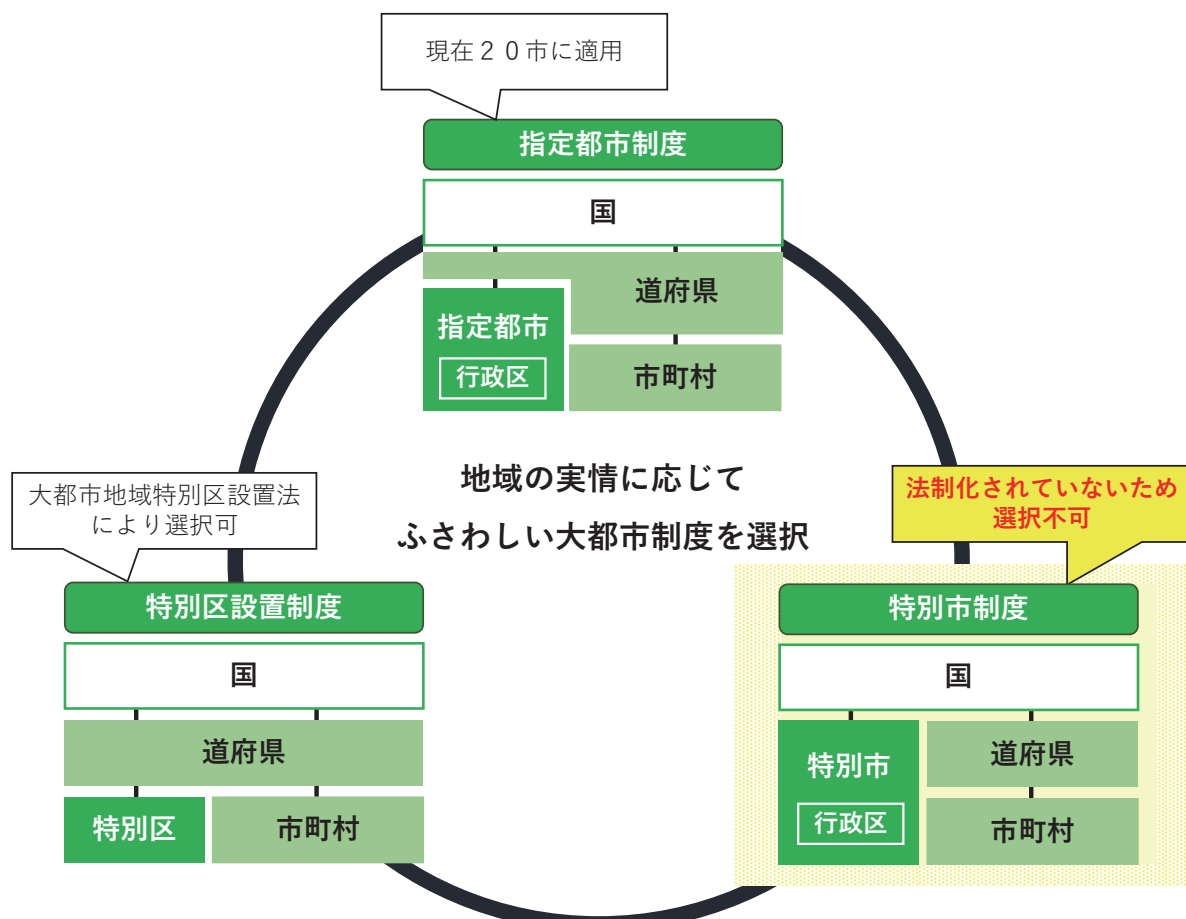 現在２０市に適用
指定都市制度
国
道府県
指定都市
行政区
市町村
地域の実情に応じて
ふさわしい大都市制度を選択
大都市地域特別区設置法
により選択可
特別区設置制度
国
道府県
特別区
市町村
法制化されていないため
選択不可
特別市制度
国
特別市
行政区
道府県
市町村